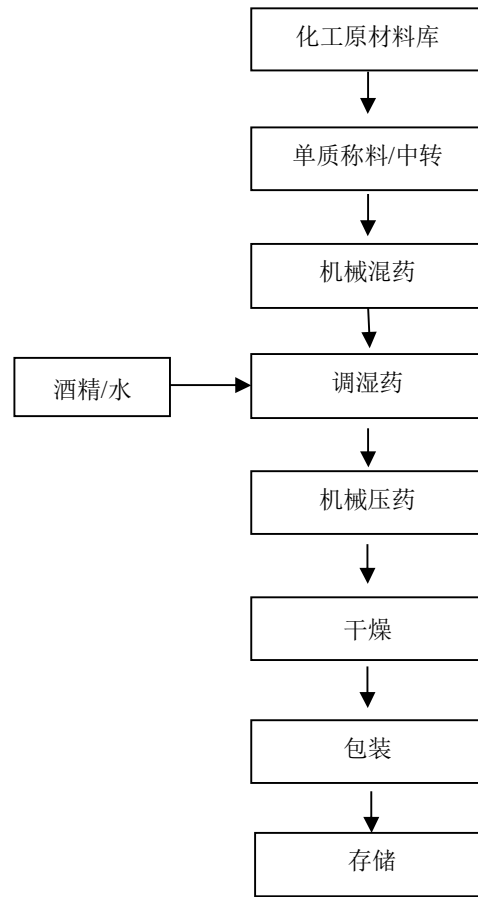 化工原材料库
单质称料/中转
机械混药
酒精/水
调湿药
机械压药
干燥
包装
存储